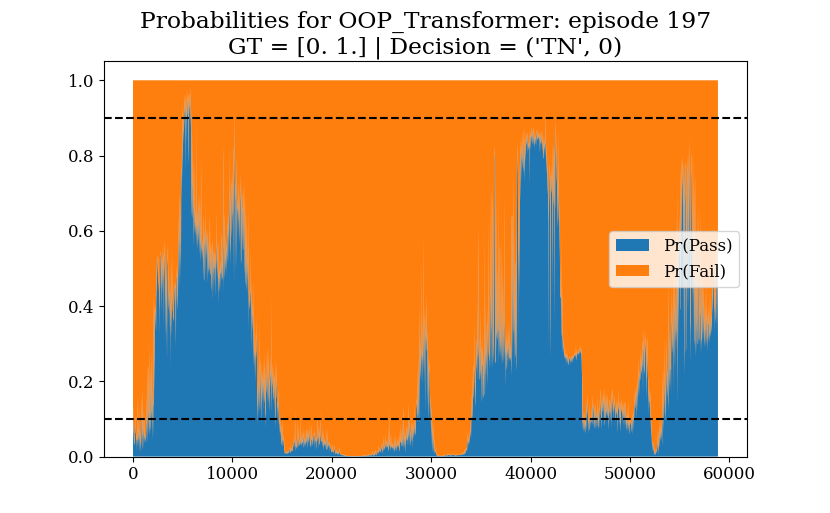 Probabilities for OOP_Transformer: episode 197
GT = [0. 1.] | Decision = ('TN', 0)
1.0
0.8
0.6
0.4
0.2
0.0
Pr(Pass)
Pr(Fail)
0 10000 20000 30000 40000 50000 60000